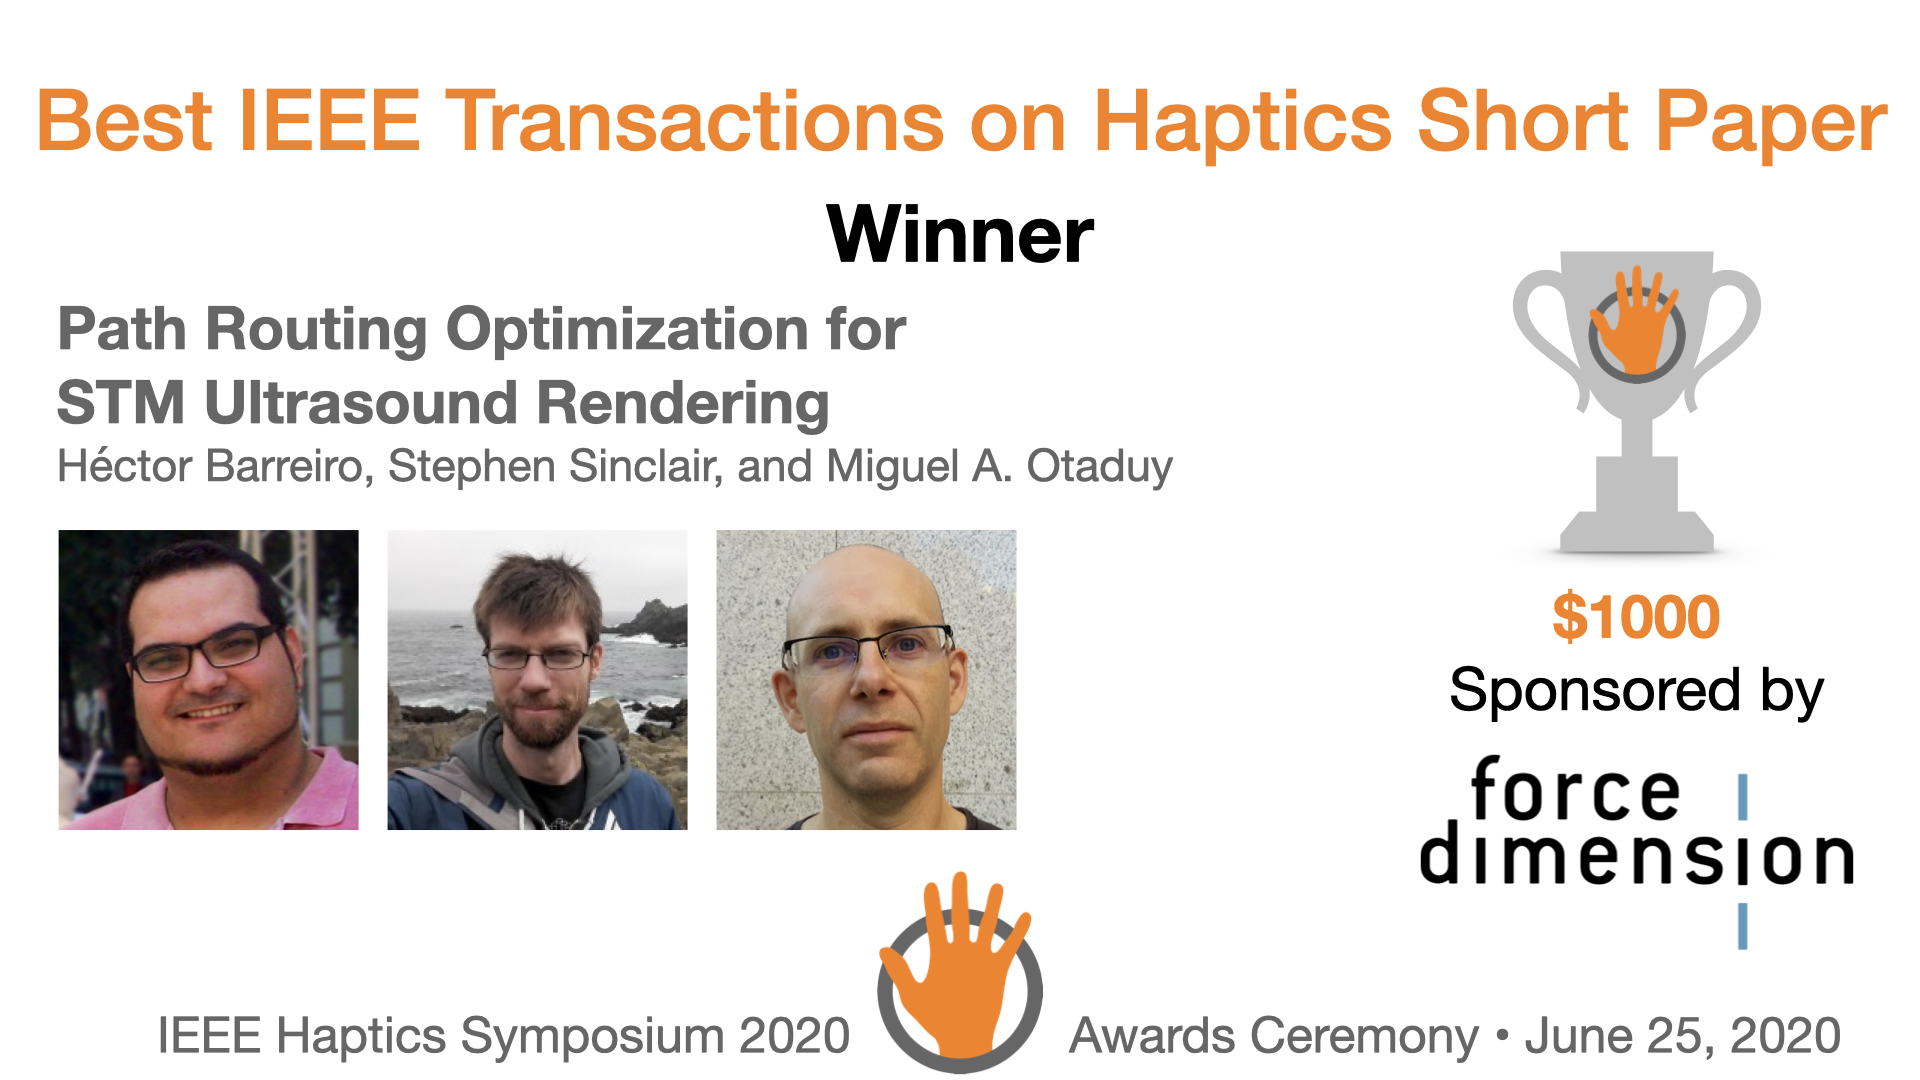 Best IEEE Transactions on Haptics Short Paper
Winner
Path Routing Optimization for
STM Ultrasound Rendering
Héctor Barreiro, Stephen Sinclair, and Miguel A. Otaduy
$1000
Sponsored by
force
dimension
IEEE Haptics Symposium 2020
Awards Ceremony • June 25, 2020